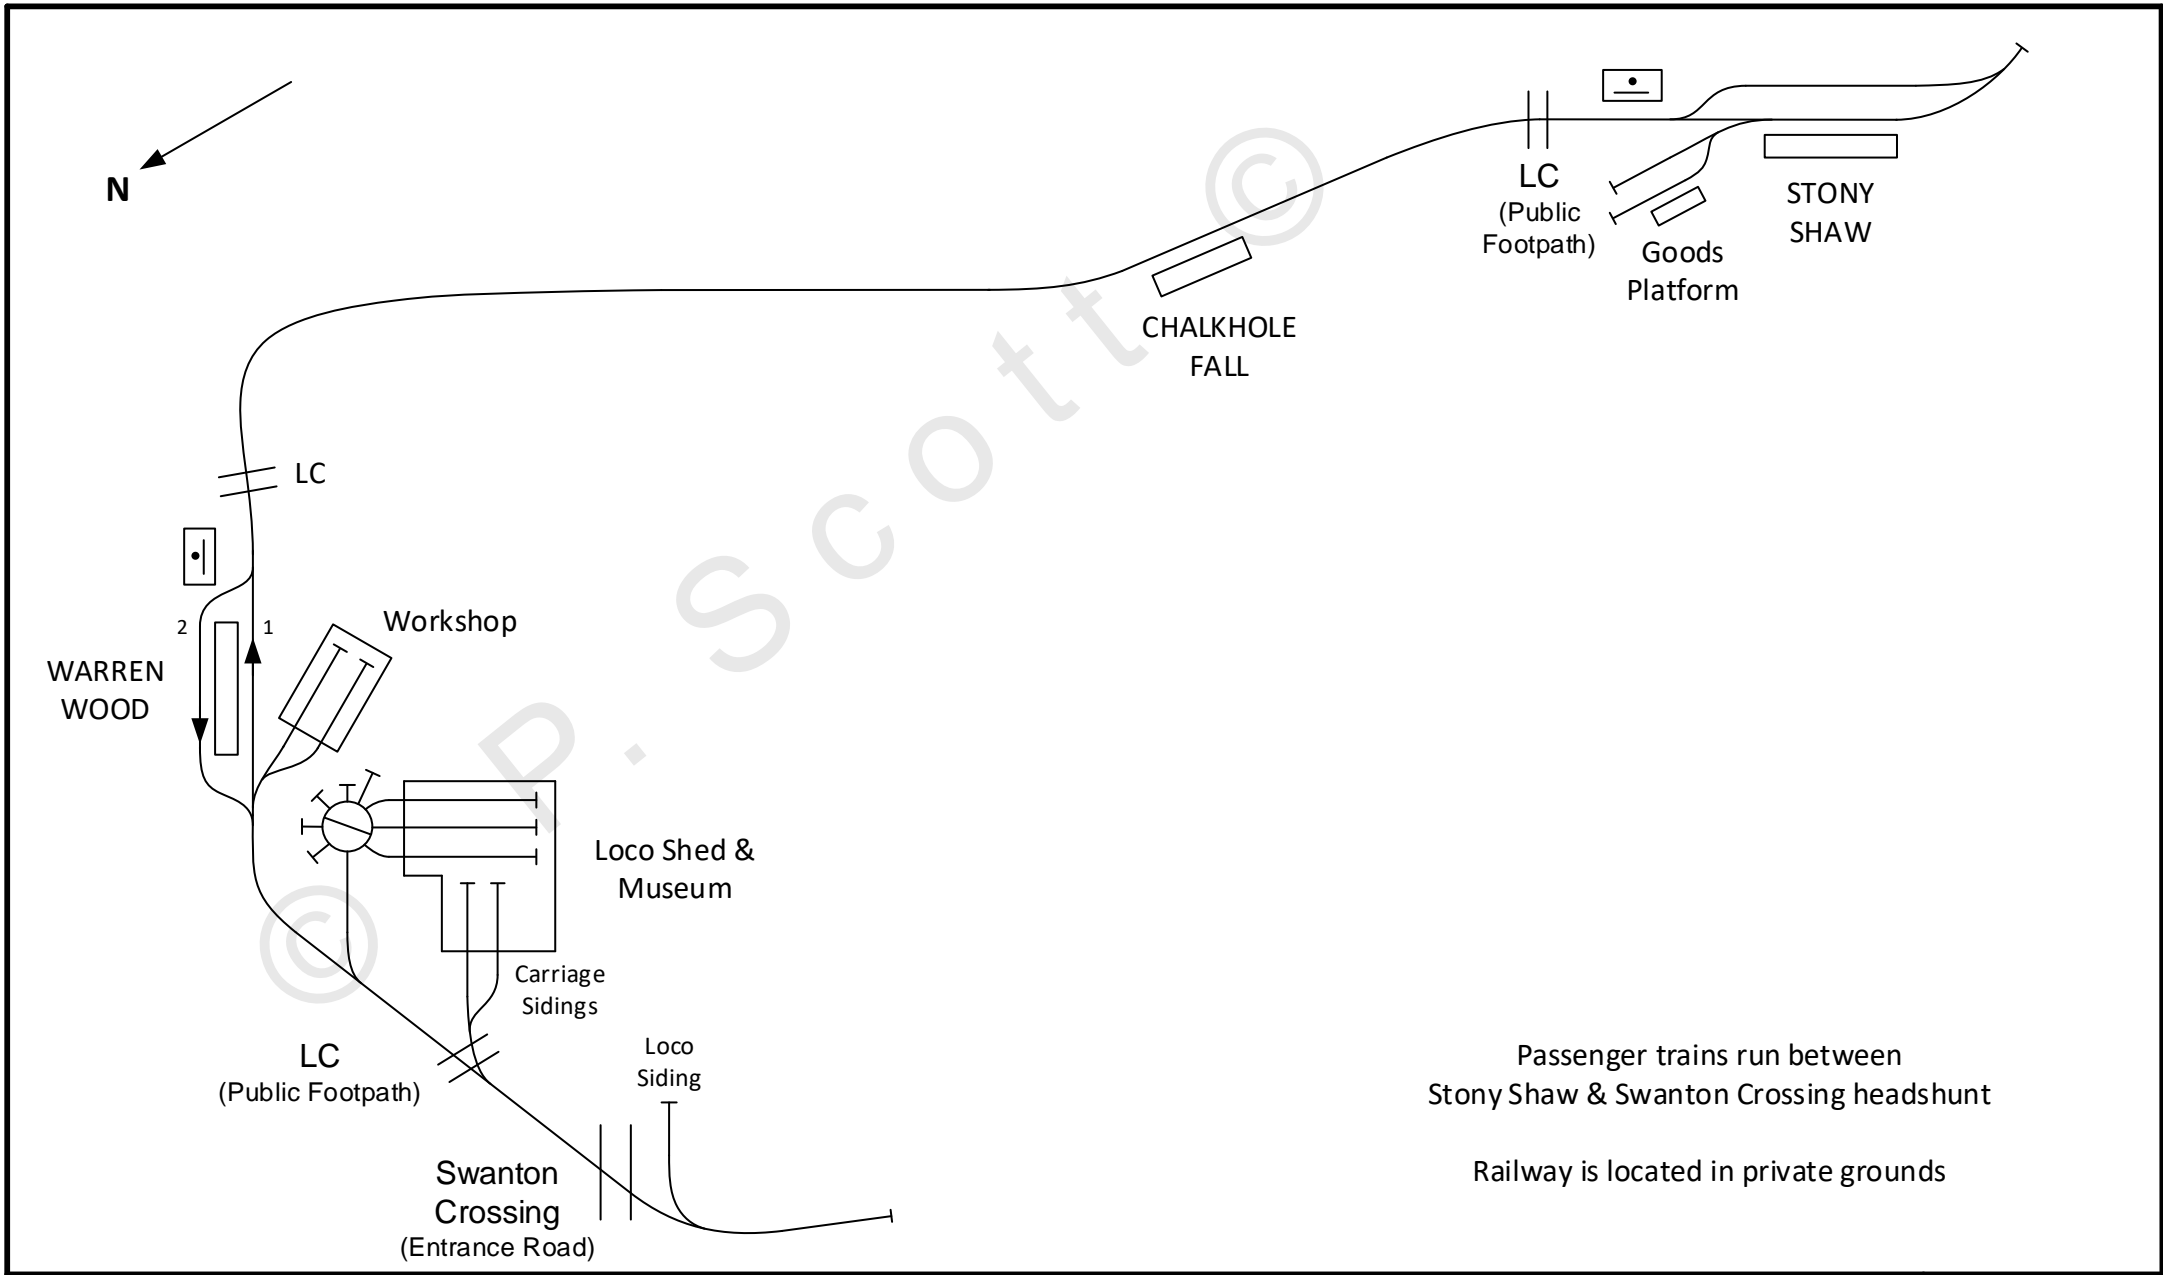 N
LC
(Public
Footpath)
STONY
SHAW
Goods
Platform
CHALKHOLE
FALL
LC
2
1
Workshop
WARREN
WOOD
Loco Shed &
Museum
Carriage
Sidings
LC
(Public Footpath)
Loco
Siding
Swanton
Crossing
(Entrance Road)
Passenger trains run between
Stony Shaw & Swanton Crossing headshunt
Railway is located in private grounds
© P. Scott ©